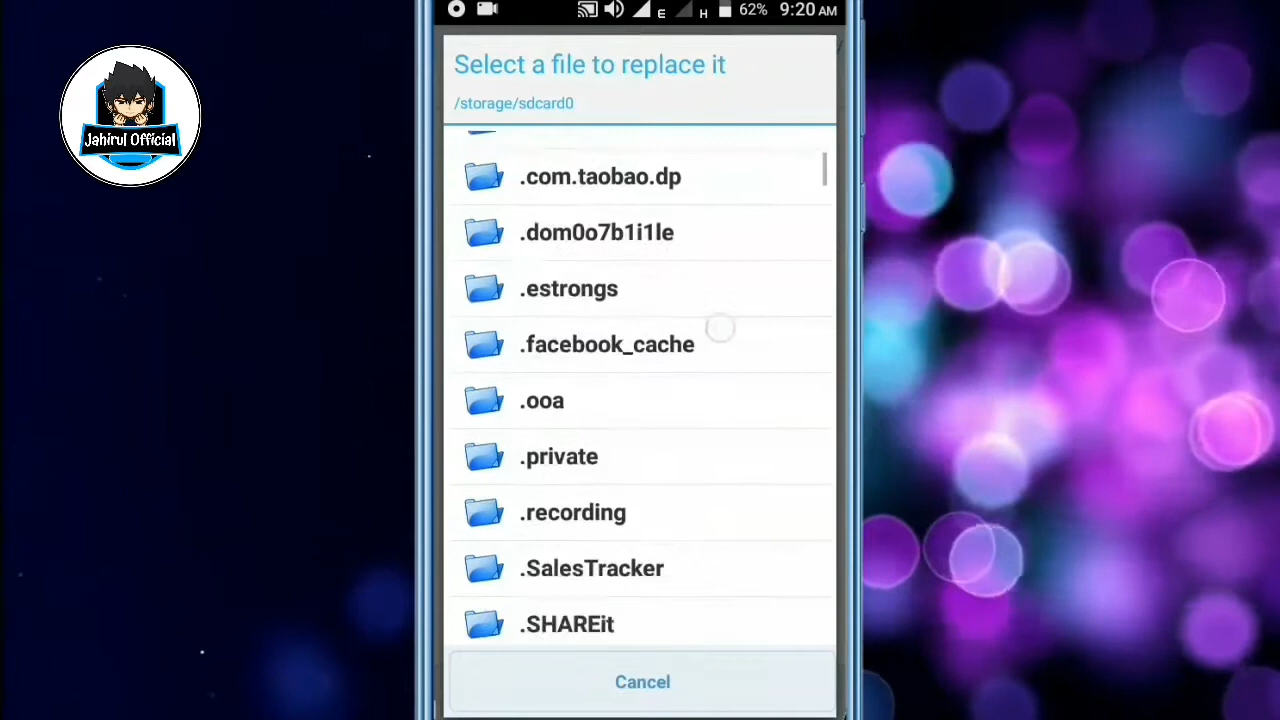 E H 62% 9:20 AM
Jahirul Official
Select a file to replace it
/storage/sdcard0
.com.taobao.dp
.dom0o7b1i1le
.estrongs
.facebook_cache
.ooa
.private
.recording
.SalesTracker
.SHAREit
Cancel